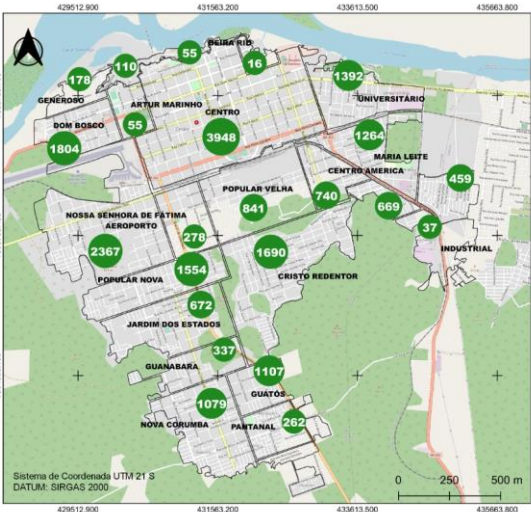 429512.900 431563.200 433613.500 435663.800
BEIRA RIO
55
110
16
178
1392
GENEROSO
ARTUR MARINHO
UNIVERSITÁRIO
CENTRO
DOM BOSCO
55
3948
1264
1804
MARIA LEITE
CENTRO AMERICA
459
POPULAR VELHA
740
841
669
NOSSA SENHORA DE FÁTIMA
AEROPORTO
37
278
2367
1690
INDUSTRIAL
1554
CRISTO REDENTOR
POPULAR NOVA
672
JARDIM DOS ESTADOS
337
GUANABARA
1107
GUATÓS
1079
262
NOVA CORUMBA
PANTANAL
Sistema de Coordenada UTM 21 S
DATUM: SIRGAS 2000
0 250 500 m
429512.900 431563.200 433613.500 435663.800